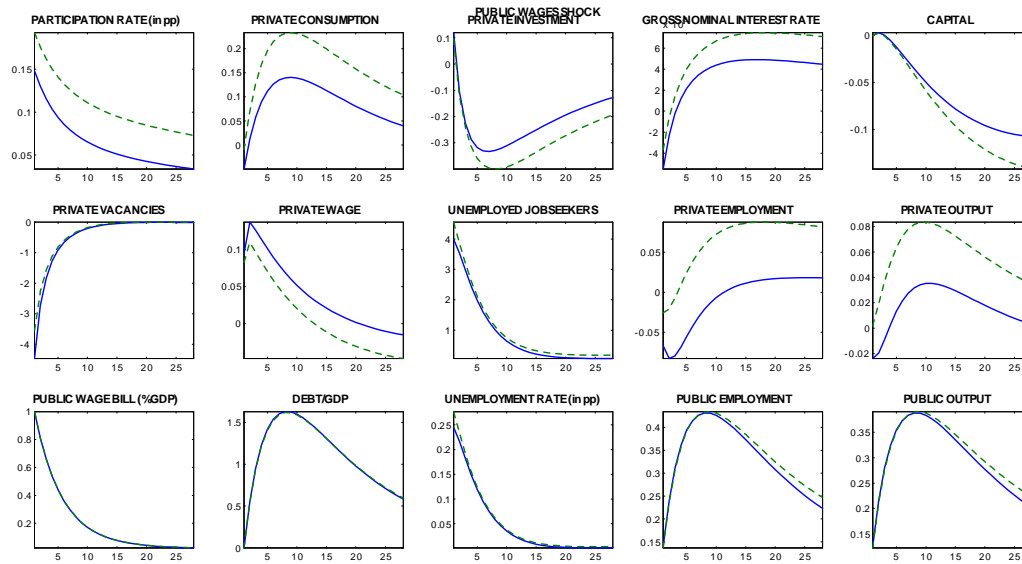 PUBLIC WAGES SHOCK
PARTICIPATION RATE (in pp)
PRIVATE CONSUMPTION
PRIVATE INVESTMENT
GROSS NOMINAL INTEREST RATE
CAPITAL
0.15
0.1
0.05
5 10 15 20 25
0.2
0.15
0.1
0.05
0
5 10 15 20 25
0.1
0
-0.1
-0.2
-0.3
5 10 15 20 25
6
4
2
0
-2
-4
5 10 15 20 25
0
-0.05
-0.1
5 10 15 20 25
PRIVATE VACANCIES
PRIVATE WAGE
UNEMPLOYED JOBSEEKERS
PRIVATE EMPLOYMENT
PRIVATE OUTPUT
0
-1
-2
-3
-4
5 10 15 20 25
0.1
0.05
0
5 10 15 20 25
4
3
2
1
5 10 15 20 25
0.05
0
-0.05
5 10 15 20 25
0.08
0.06
0.04
0.02
0
-0.02
5 10 15 20 25
PUBLIC WAGE BILL (%GDP)
DEBT/GDP
UNEMPLOYMENT RATE (in pp)
PUBLIC EMPLOYMENT
PUBLIC OUTPUT
1
0.8
0.6
0.4
0.2
5 10 15 20 25
1.5
1
0.5
0
5 10 15 20 25
0.25
0.2
0.15
0.1
0.05
5 10 15 20 25
0.4
0.35
0.3
0.25
0.2
0.15
5 10 15 20 25
0.35
0.3
0.25
0.2
0.15
5 10 15 20 25